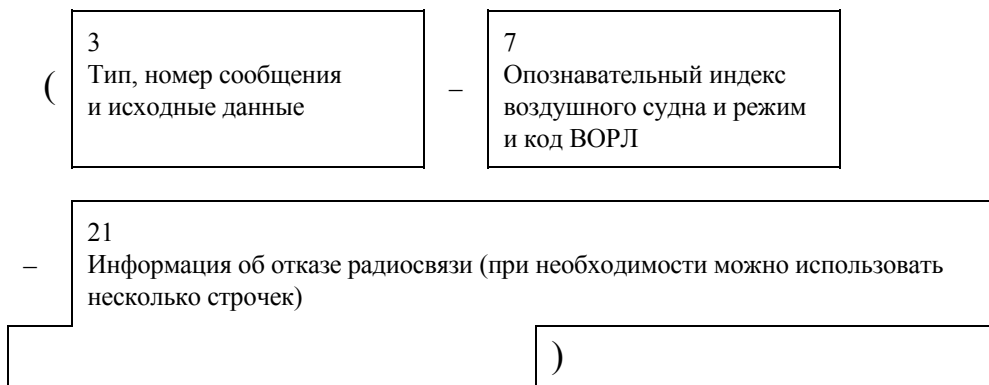 (
3
Тип, номер сообщения
и исходные данные
–
7
Опознавательный индекс
воздушного судна и режим
и код ВОРЛ
–
21
Информация об отказе радиосвязи (при необходимости можно использовать
несколько строчек)
)